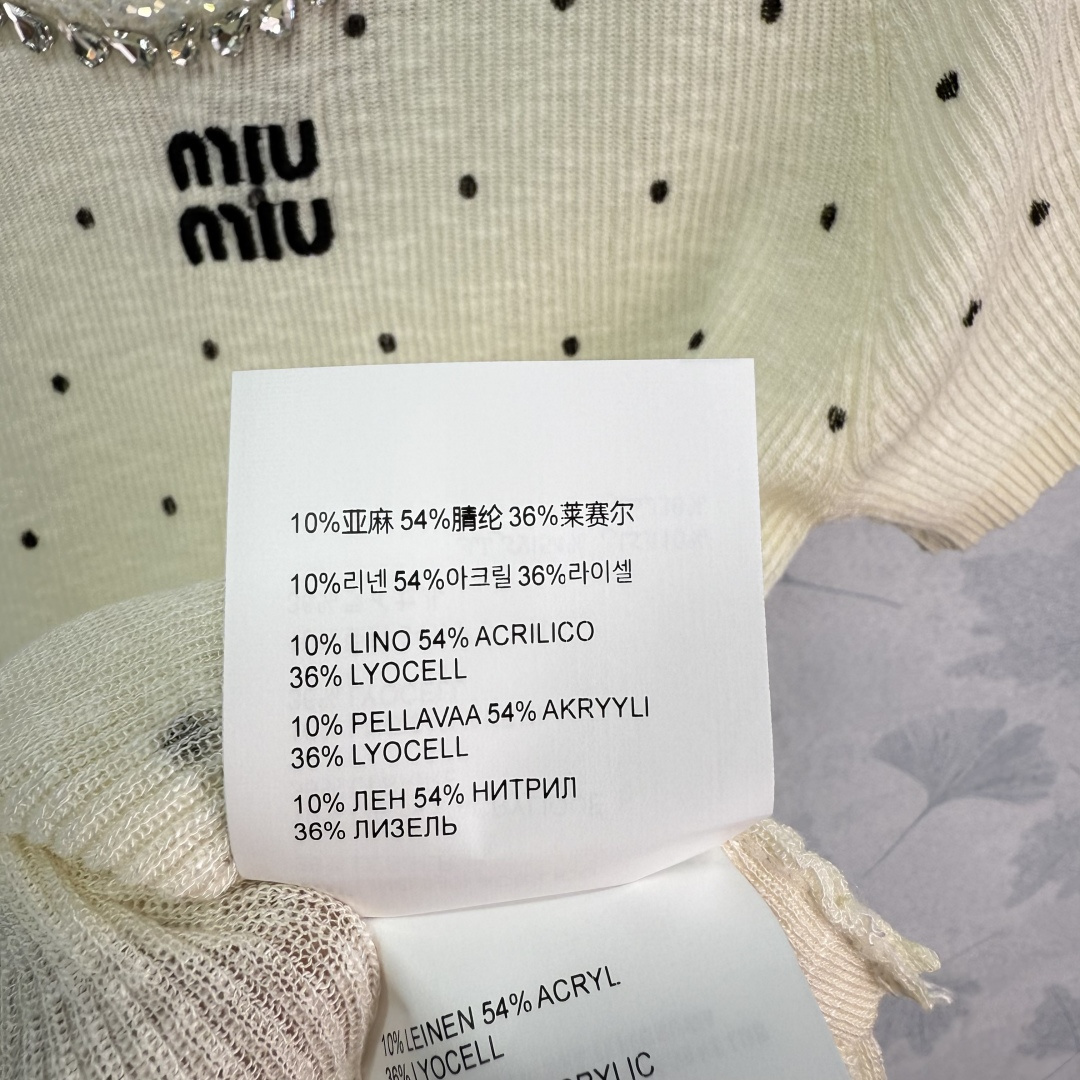 miu
miu
10%亚麻 54%腈纶 36%莱赛尔
10%리넨 54%아크릴 36%라이셀
10% LINO 54% ACRILICO
36% LYOCELL
10% PELLAVAA 54% AKRYYLI
36% LYOCELL
10% ЛЕН 54% НИТРИЛ
36% ЛИЗЕЛЬ
10% LEINEN 54% ACRYL
36% LYOCELL